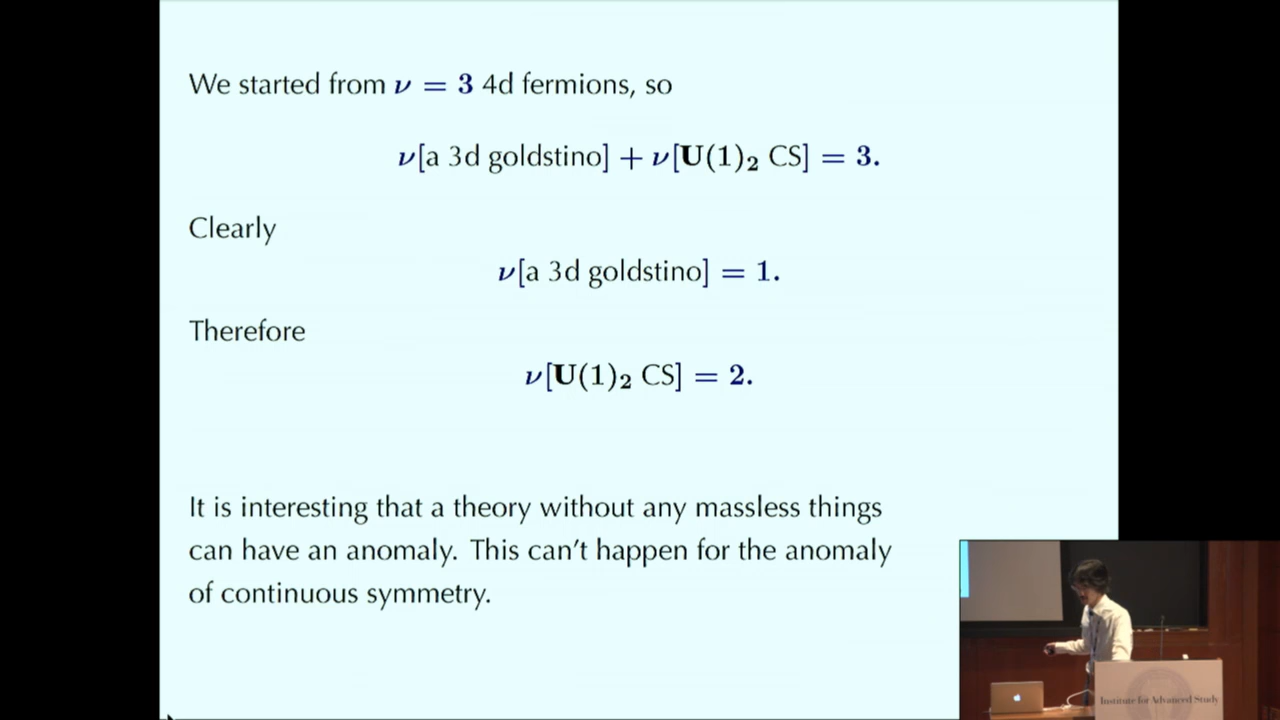 We started from ν = 3 4d fermions, so
ν[a 3d goldstino] + ν[U(1)₂ CS] = 3.
Clearly
ν[a 3d goldstino] = 1.
Therefore
ν[U(1)₂ CS] = 2.
It is interesting that a theory without any massless things
can have an anomaly. This can't happen for the anomaly
of continuous symmetry.
Institute for Advanced Study